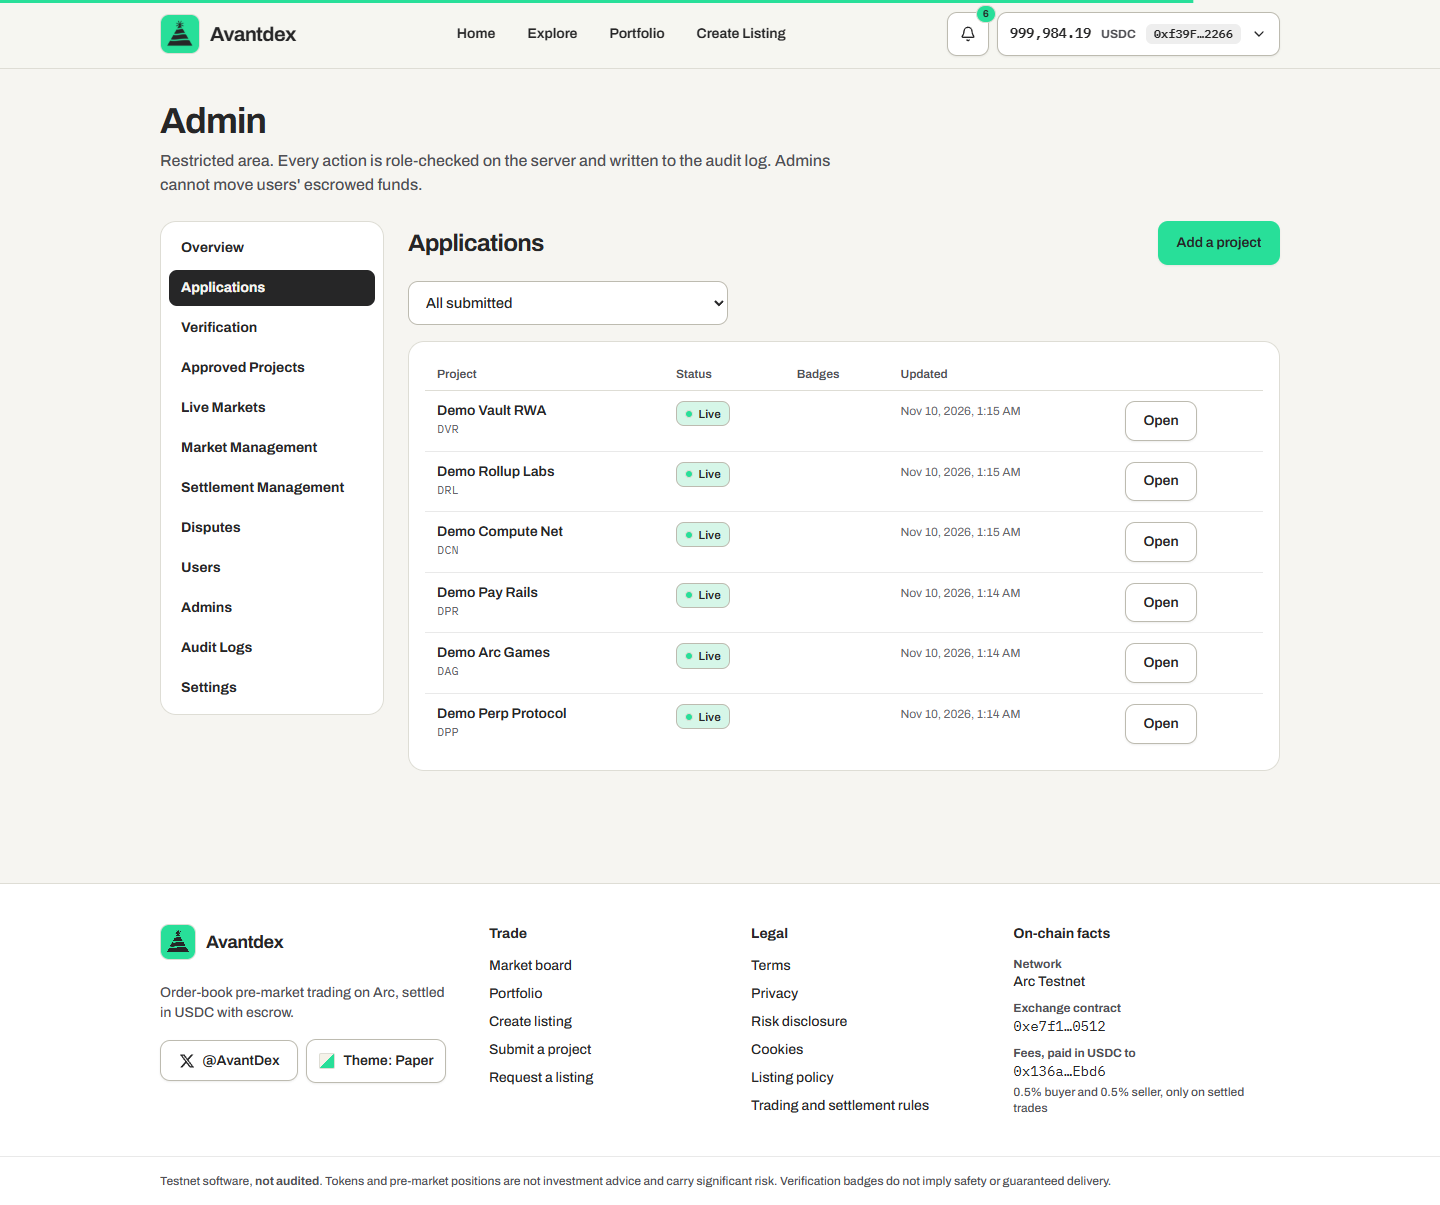 Avantdex
Home
Explore
Portfolio
Create Listing
6
999,984.19 USDC 0xf39F…2266
Admin
Restricted area. Every action is role-checked on the server and written to the audit log. Admins
cannot move users' escrowed funds.
Overview
Applications
Verification
Approved Projects
Live Markets
Market Management
Settlement Management
Disputes
Users
Admins
Audit Logs
Settings
Applications
Add a project
All submitted
Project Status Badges Updated
Demo Vault RWA Live Nov 10, 2026, 1:15 AM Open
DVR
Demo Rollup Labs Live Nov 10, 2026, 1:15 AM Open
DRL
Demo Compute Net Live Nov 10, 2026, 1:15 AM Open
DCN
Demo Pay Rails Live Nov 10, 2026, 1:14 AM Open
DPR
Demo Arc Games Live Nov 10, 2026, 1:14 AM Open
DAG
Demo Perp Protocol Live Nov 10, 2026, 1:14 AM Open
DPP
Avantdex
Order-book pre-market trading on Arc, settled
in USDC with escrow.
@AvantDex
Theme: Paper
Trade
Market board
Portfolio
Create listing
Submit a project
Request a listing
Legal
Terms
Privacy
Risk disclosure
Cookies
Listing policy
Trading and settlement rules
On-chain facts
Network
Arc Testnet
Exchange contract
0xe7f1…0512
Fees, paid in USDC to
0x136a…Ebd6
0.5% buyer and 0.5% seller, only on settled
trades
Testnet software, not audited. Tokens and pre-market positions are not investment advice and carry significant risk. Verification badges do not imply safety or guaranteed delivery.